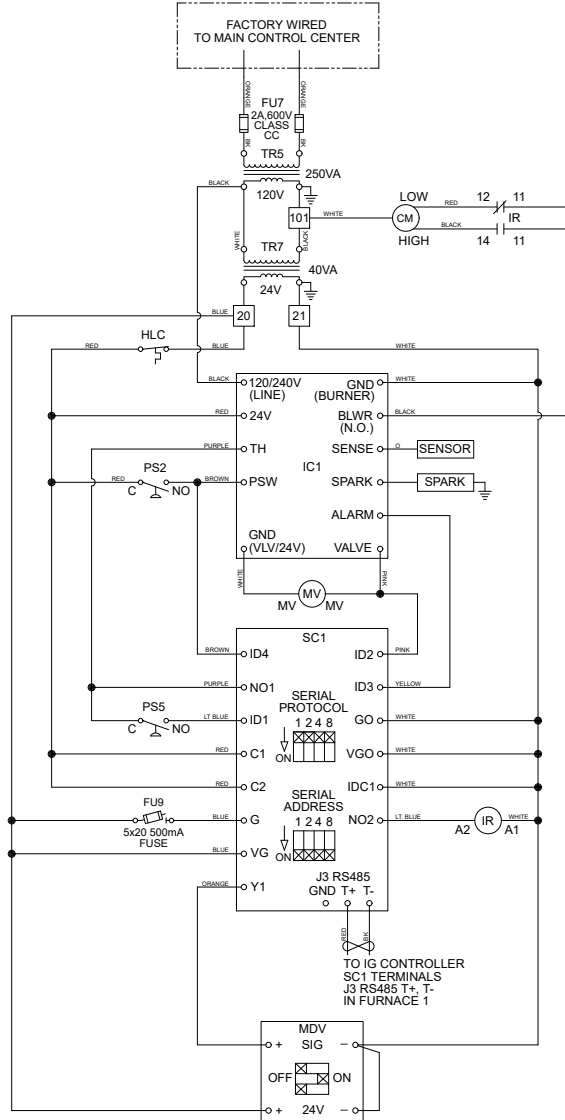 FACTORY WIRED
TO MAIN CONTROL CENTER
ORANGE
ORANGE
FU7
2A,600V
CLASS
CC
BK
BK
TR5
250VA
BLACK
120V
LOW
RED
12
11
101
WHITE
CM
IR
HIGH
BLACK
14
11
WHITE
BLACK
TR7
40VA
24V
BLUE
20
21
HLC
RED
BLUE
WHITE
BLACK
120/240V
(LINE)
GND
(BURNER)
WHITE
RED
24V
BLWR
(N.O.)
BLACK
PURPLE
TH
SENSE
O
SENSOR
IC1
PS2
RED
BROWN
C
NO
PSW
SPARK
SPARK
ALARM
GND
(VLV/24V)
VALVE
WHITE
PINK
MV
MV
MV
SC1
BROWN
ID4
ID2
PINK
PURPLE
NO1
ID3
YELLOW
SERIAL
PROTOCOL
1 2 4 8
ON
PS5
C
NO
LT BLUE
ID1
GO
WHITE
RED
C1
VGO
WHITE
RED
C2
IDC1
WHITE
SERIAL
ADDRESS
1 2 4 8
ON
FU9
5x20 500mA
FUSE
BLUE
G
NO2
LT. BLUE
A2
IR
A1
WHITE
BLUE
VG
ORANGE
Y1
J3 RS485
GND T+ T-
RED
BK
TO IG CONTROLLER
SC1 TERMINALS
J3 RS485 T+, T-
IN FURNACE 1
MDV
+ SIG −
OFF
ON
+ 24V −